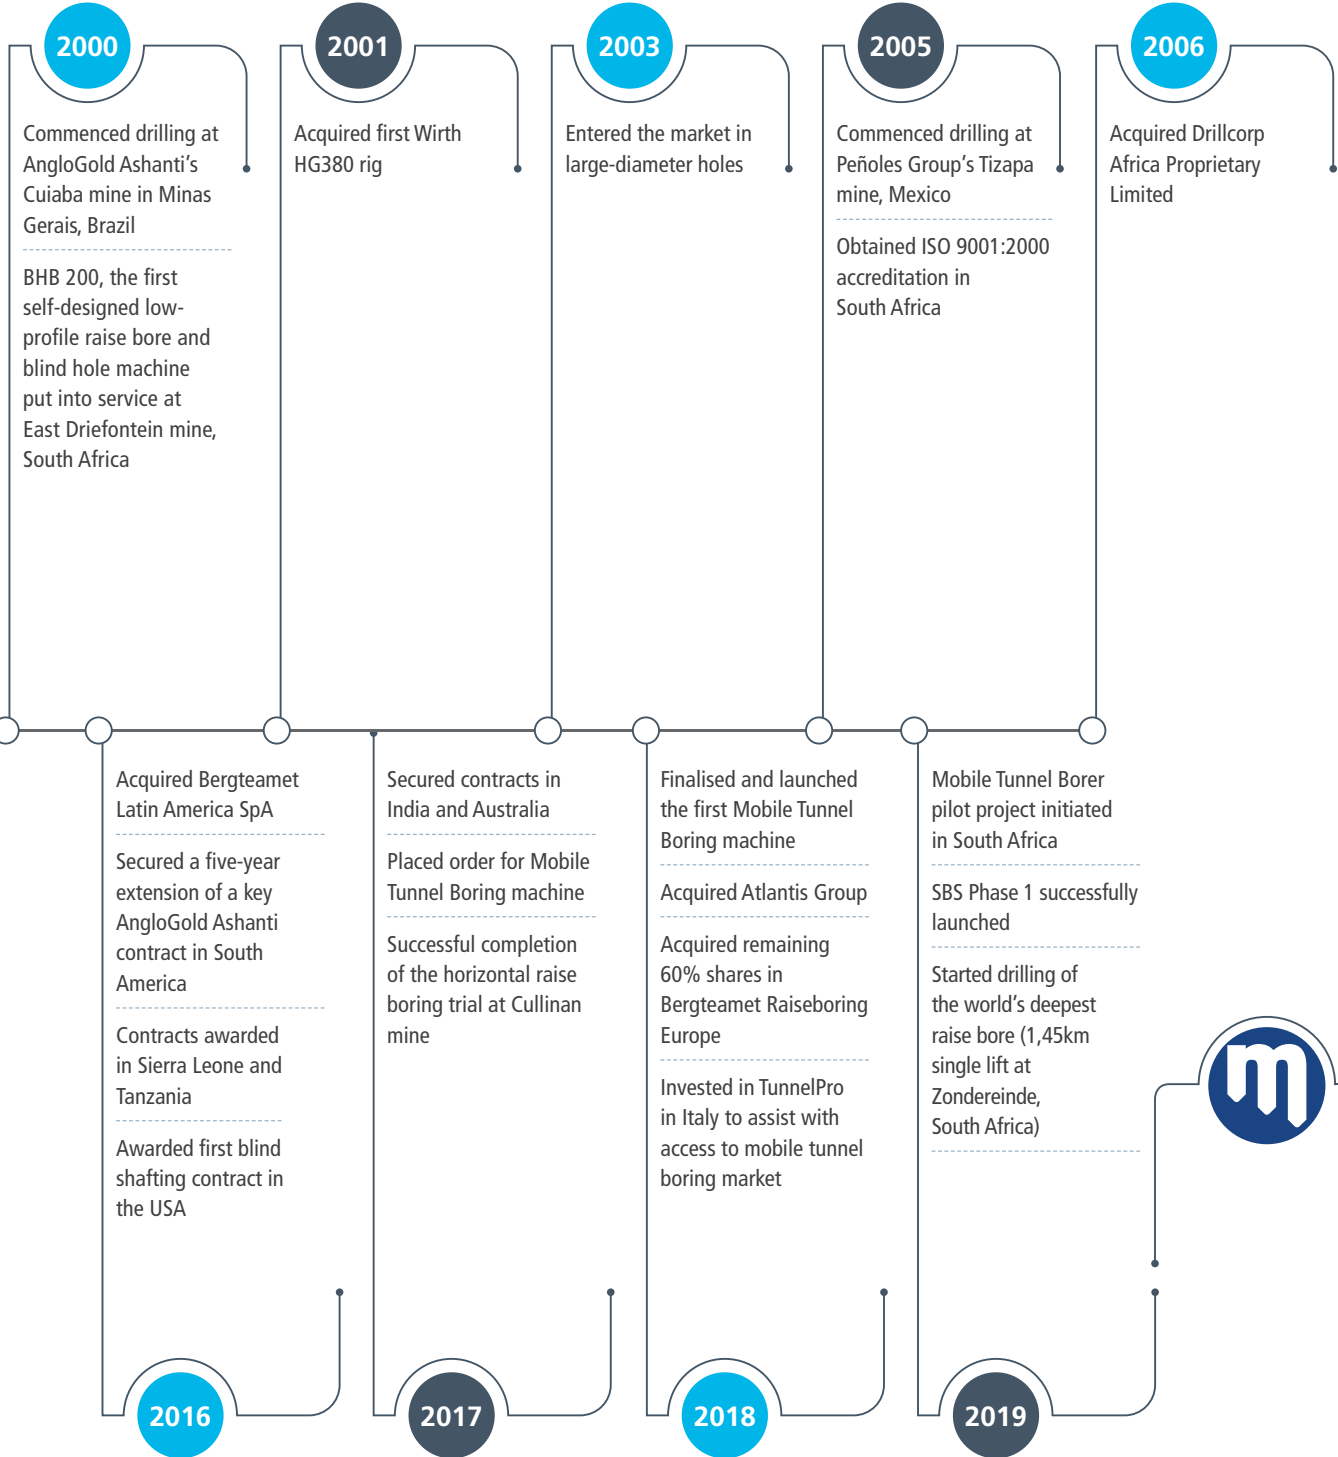 2000
Commenced drilling at
AngloGold Ashanti’s
Cuiaba mine in Minas
Gerais, Brazil
BHB 200, the first
self-designed low-
profile raise bore and
blind hole machine
put into service at
East Driefontein mine,
South Africa
2001
Acquired first Wirth
HG380 rig
2003
Entered the market in
large-diameter holes
2005
Commenced drilling at
Peñoles Group’s Tizapa
mine, Mexico
Obtained ISO 9001:2000
accreditation in
South Africa
2006
Acquired Drillcorp
Africa Proprietary
Limited
Acquired Bergteamet
Latin America SpA
Secured a five-year
extension of a key
AngloGold Ashanti
contract in South
America
Contracts awarded
in Sierra Leone and
Tanzania
Awarded first blind
shafting contract in
the USA
2016
Secured contracts in
India and Australia
Placed order for Mobile
Tunnel Boring machine
Successful completion
of the horizontal raise
boring trial at Cullinan
mine
2017
Finalised and launched
the first Mobile Tunnel
Boring machine
Acquired Atlantis Group
Acquired remaining
60% shares in
Bergteamet Raiseboring
Europe
Invested in TunnelPro
in Italy to assist with
access to mobile tunnel
boring market
2018
Mobile Tunnel Borer
pilot project initiated
in South Africa
SBS Phase 1 successfully
launched
Started drilling of
the world’s deepest
raise bore (1,45km
single lift at
Zondereinde,
South Africa)
2019
m